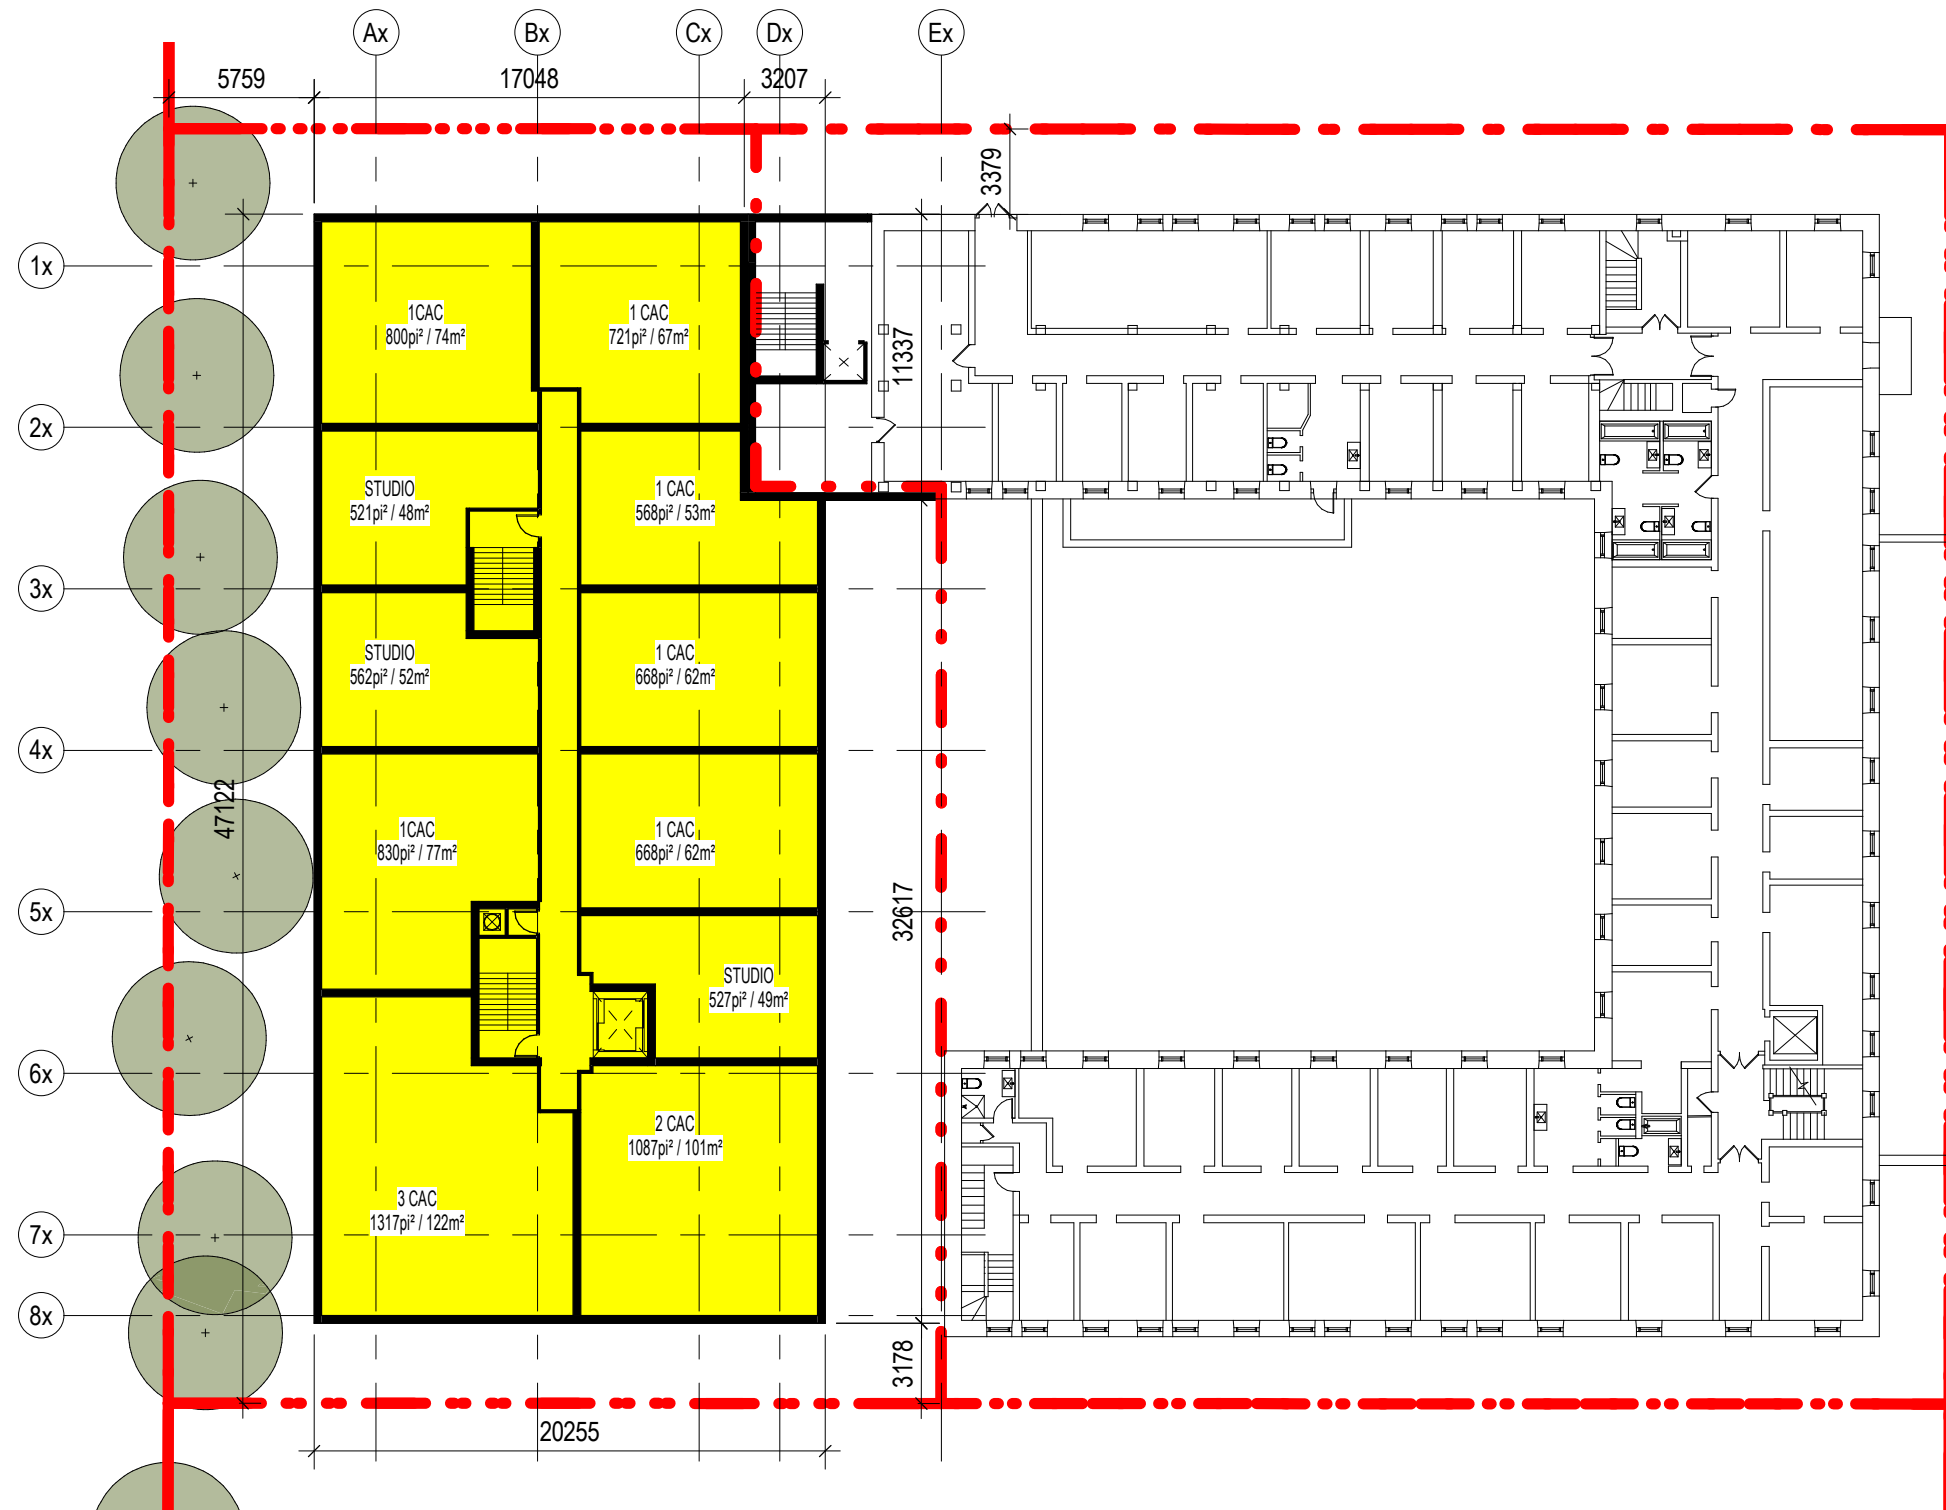 Ax
Bx
Cx
Dx
Ex
5759
17048
3207
3379
1x
1CAC
800pi² / 74m²
1 CAC
721pi² / 67m²
11337
2x
STUDIO
521pi² / 48m²
1 CAC
568pi² / 53m²
3x
STUDIO
562pi² / 52m²
1 CAC
668pi² / 62m²
4x
47122
1CAC
830pi² / 77m²
1 CAC
668pi² / 62m²
5x
32617
STUDIO
527pi² / 49m²
6x
2 CAC
1087pi² / 101m²
3 CAC
1317pi² / 122m²
7x
8x
3178
20255